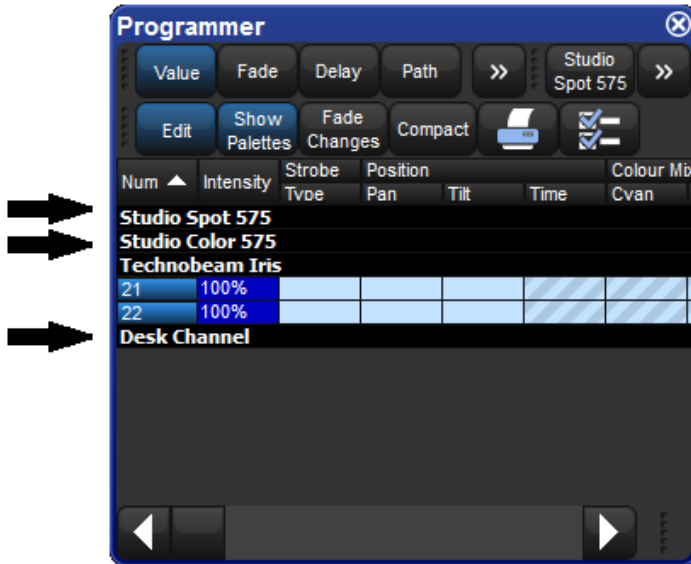 Programmer
Value Fade Delay Path » Studio Spot 575 »
Edit Show Palettes Fade Changes Compact
Num Intensity Strobe Position Colour Mix
Type Pan Tilt Time Cyan
Studio Spot 575
Studio Color 575
Technobeam Iris
21 100%
22 100%
Desk Channel